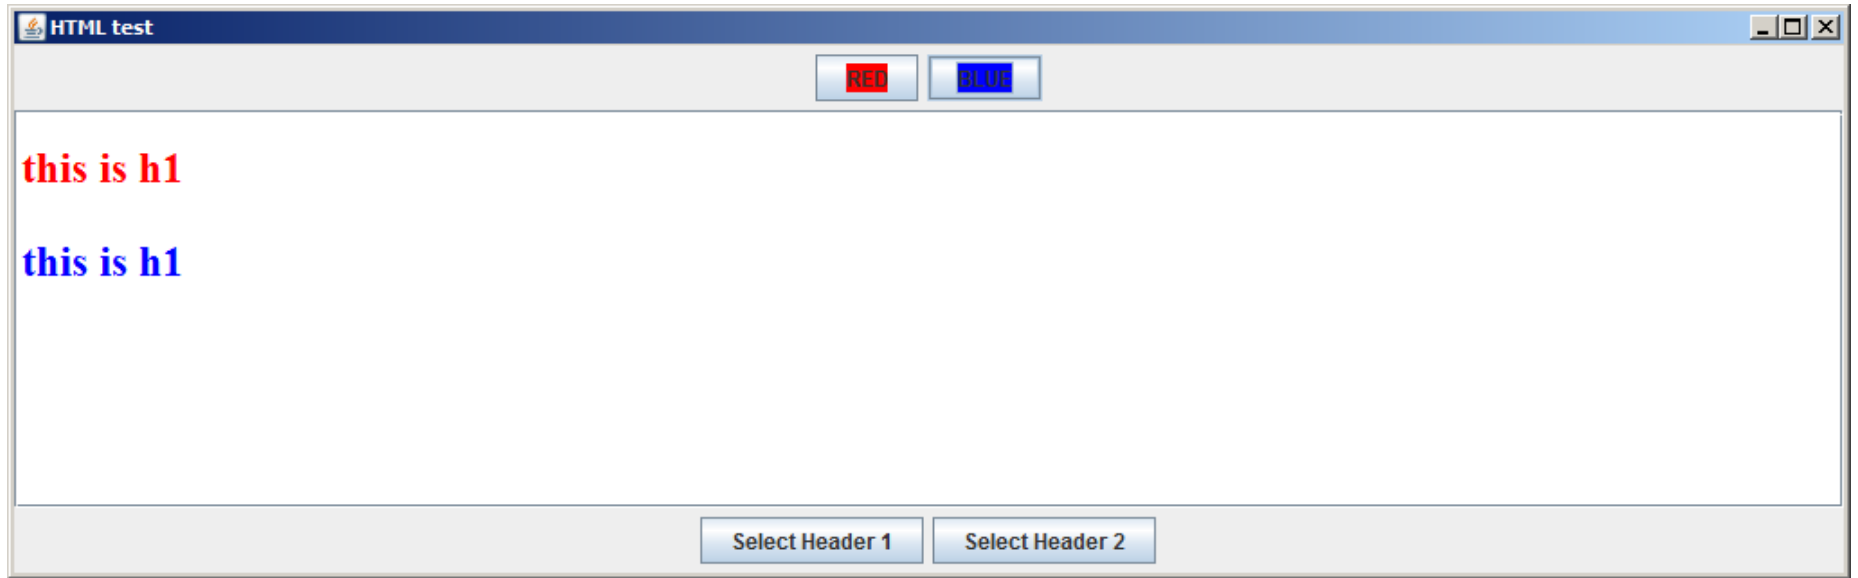 HTML test
RED BLUE
this is h1
this is h1
Select Header 1 Select Header 2